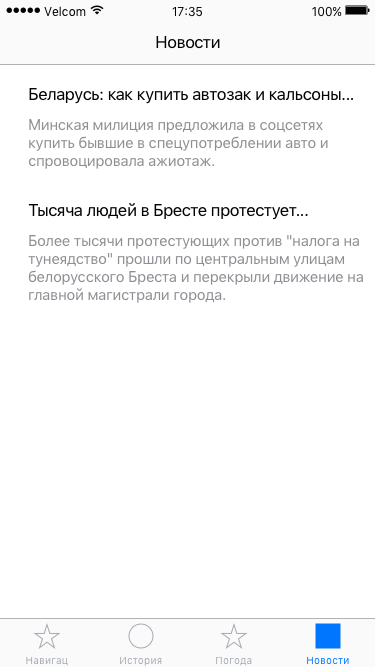 ●●●●● Velcom 17:35 100%
Новости
Беларусь: как купить автозак и кальсоны...
Минская милиция предложила в соцсетях
купить бывшие в спецупотреблении авто и
спровоцировала ажиотаж.
Тысяча людей в Бресте протестует...
Более тысячи протестующих против "налога на
тунеядство" прошли по центральным улицам
белорусского Бреста и перекрыли движение на
главной магистрали города.
Навигац История Погода Новости